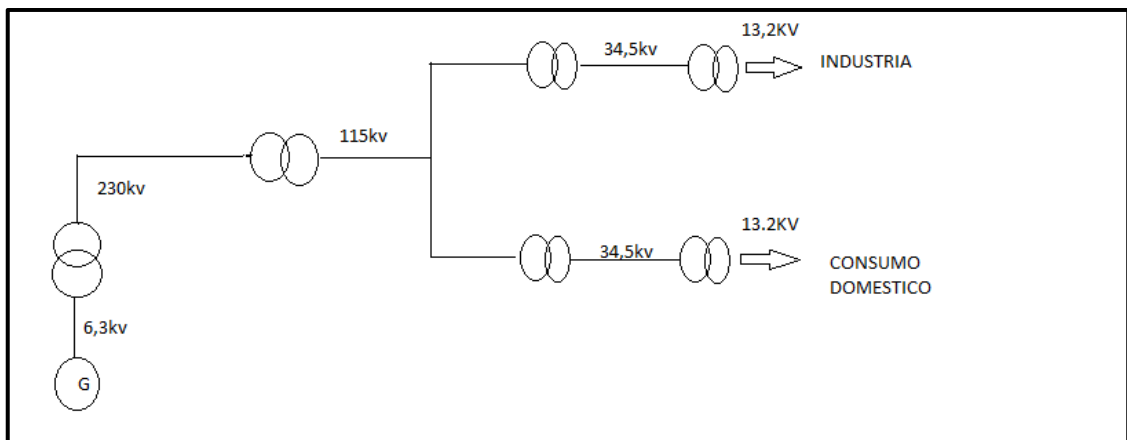 13,2KV
34,5kv
INDUSTRIA
115kv
230kv
13.2KV
34,5kv
CONSUMO
DOMESTICO
6,3kv
G